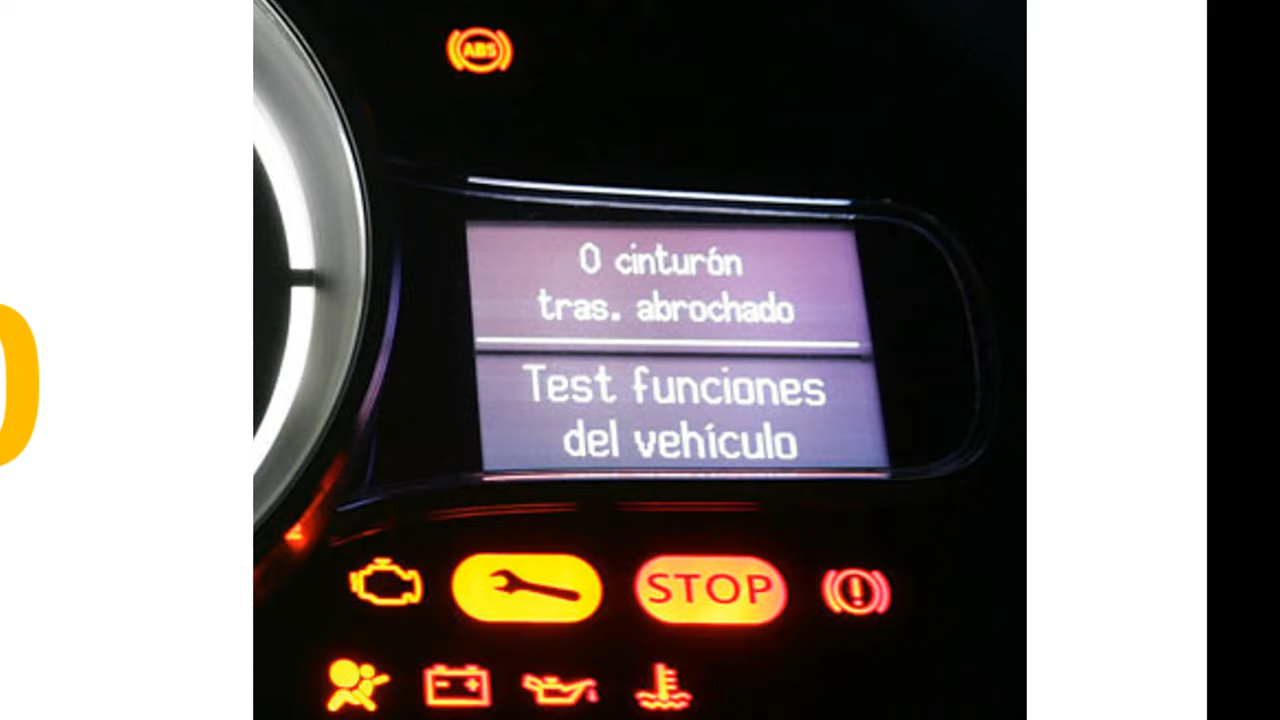 ABS
0 cinturón
tras. abrochado
Test funciones
del vehículo
STOP